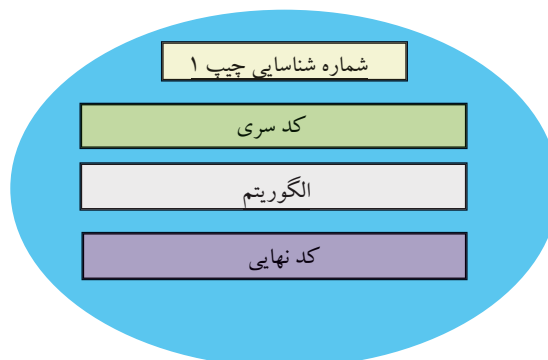 شماره شناسایی چیپ ۱
کد سری
الگوریتم
کد نهایی